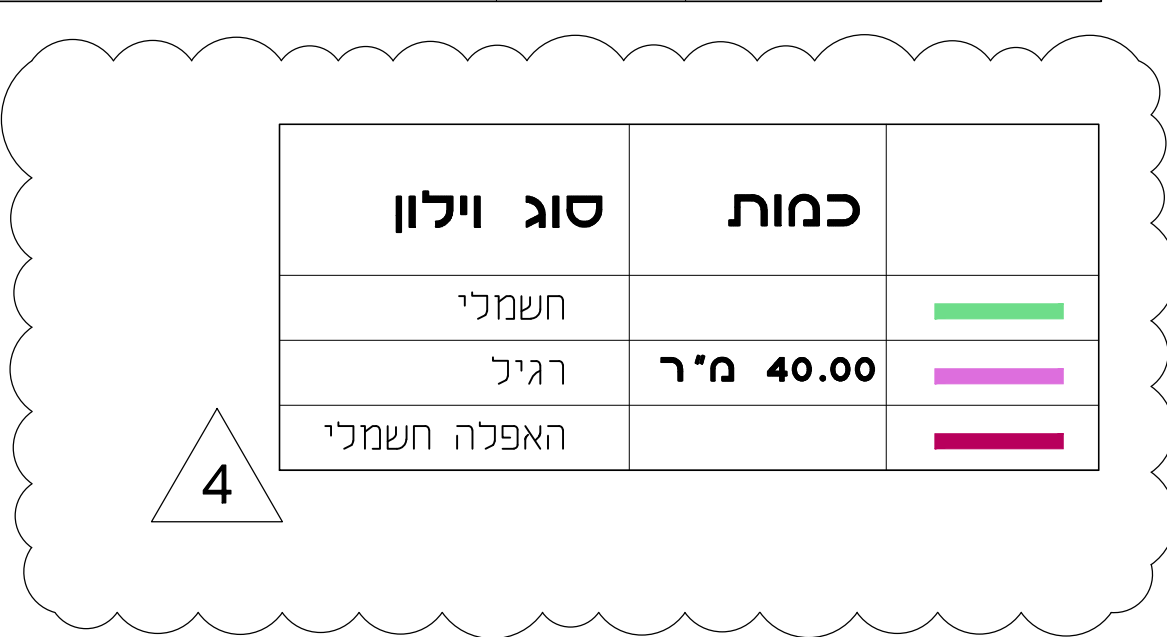 כמות סוג וילון
חשמלי
40.00 מ"ר רגיל
האפלה חשמלי
4